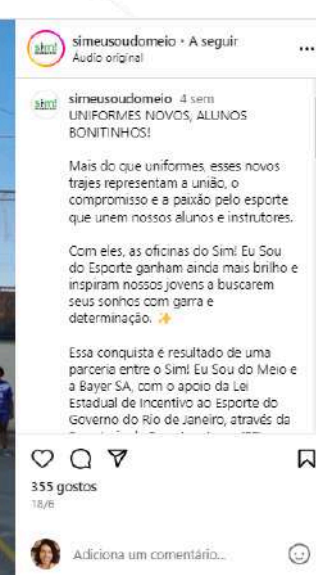 simeusoudomeio • A seguir
Áudio original
simeusoudomeio 4 sem
UNIFORMES NOVOS, ALUNOS
BONITINHOS!
Mais do que uniformes, esses novos
trajes representam a união, o
compromisso e a paixão pelo esporte
que unem nossos alunos e instrutores.
Com eles, as oficinas do Sim! Eu Sou
do Esporte ganham ainda mais brilho e
inspiram nossos jovens a buscarem
seus sonhos com garra e
determinação. ✨
Essa conquista é resultado de uma
parceria entre o Sim! Eu Sou do Meio e
a Bayer SA, com o apoio da Lei
Estadual de Incentivo ao Esporte do
Governo do Rio de Janeiro, através da
355 gostos
18/6
Adiciona um comentário...